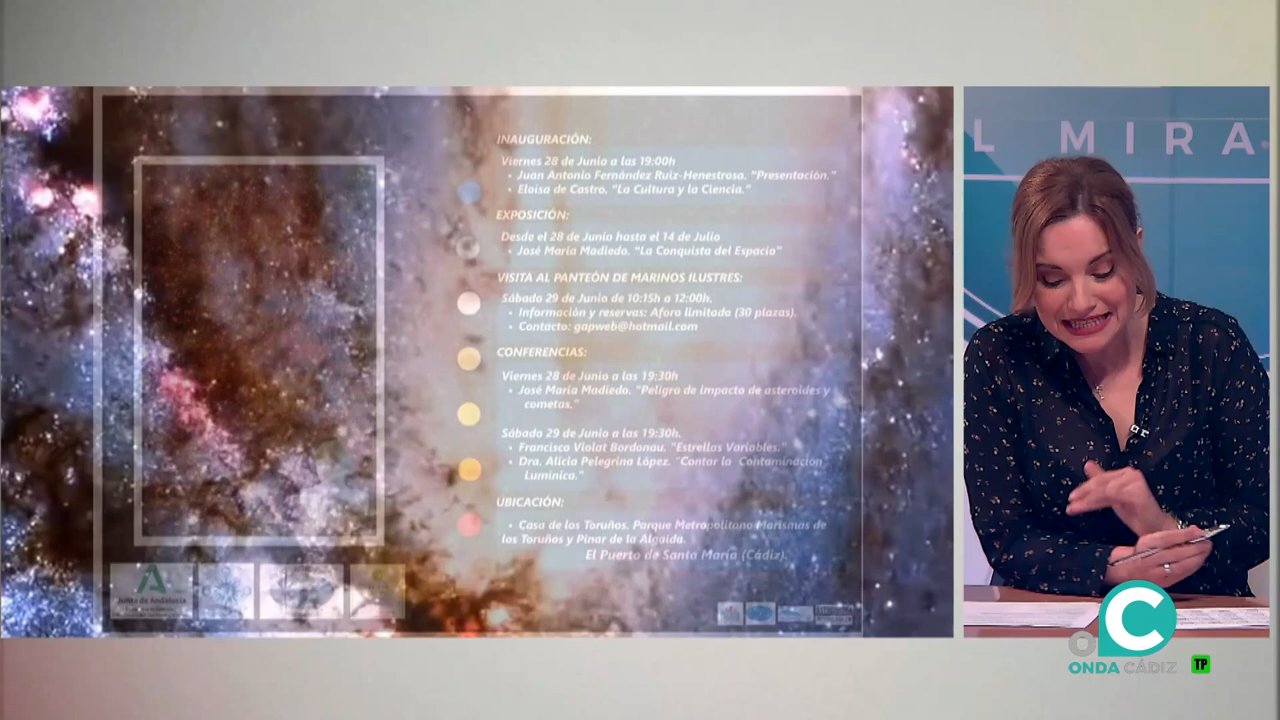 INAUGURACIÓN:
Viernes 28 de Junio a las 19:00h
• Juan Antonio Fernández Ruiz-Henestrosa. "Presentación."
• Eloísa de Castro. "La Cultura y la Ciencia."
EXPOSICIÓN:
Desde el 28 de Junio hasta el 14 de Julio
• José María Madiedo. "La Conquista del Espacio"
VISITA AL PANTEÓN DE MARINOS ILUSTRES:
Sábado 29 de Junio de 10:15h a 12:00h.
• Información y reservas: Aforo limitado (30 plazas).
• Contacto: gapweb@hotmail.com
CONFERENCIAS:
Viernes 28 de Junio a las 19:30h
• José María Madiedo. "Peligro de impacto de asteroides y
cometas."
Sábado 29 de Junio a las 19:30h.
• Francisco Violat Bordonau. "Estrellas Variables."
• Dra. Alicia Pelegrina López. "Contar la Contaminación
Lumínica."
UBICACIÓN:
• Casa de los Toruños. Parque Metropolitano Marismas de
los Toruños y Pinar de la Algaida.
El Puerto de Santa María (Cádiz).
Junta de Andalucía
L MIRA
C
ONDA CÁDIZ
TP